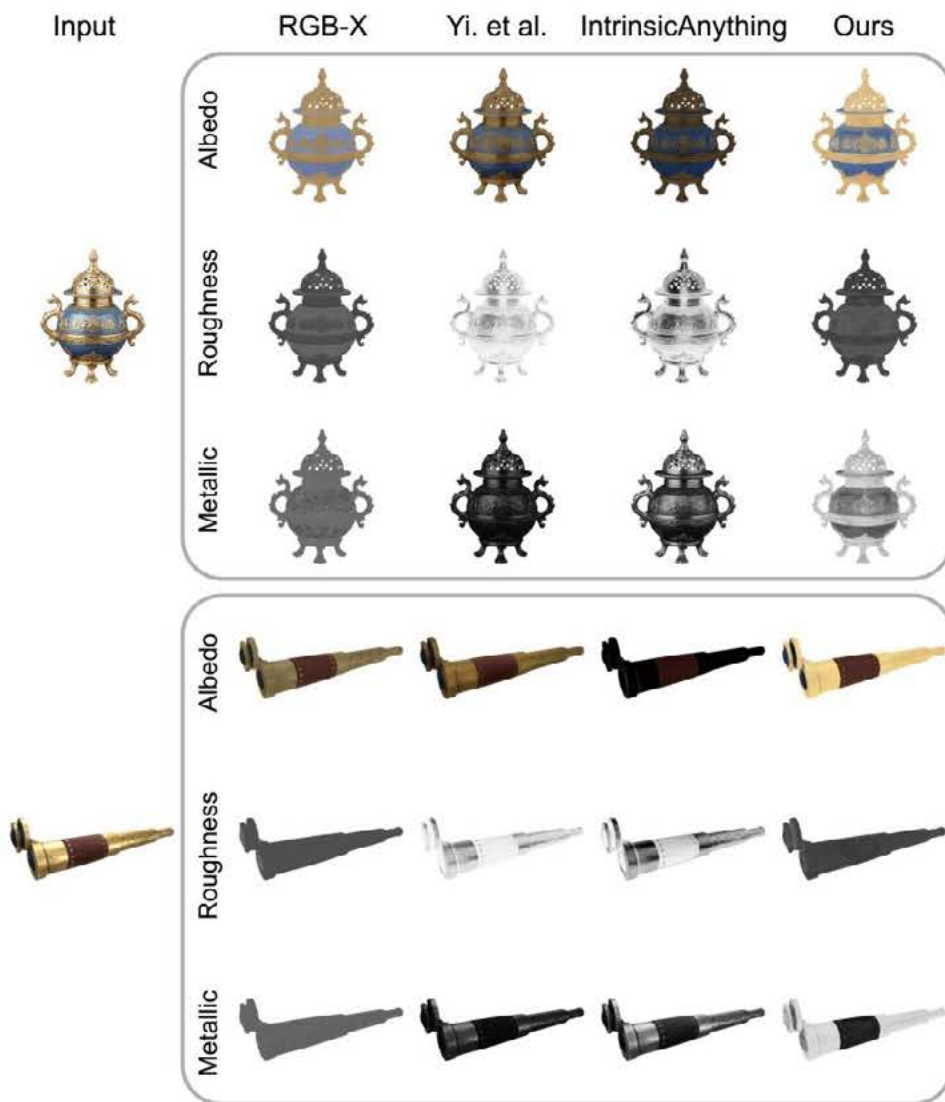 Input RGB-X Yi. et al. IntrinsicAnything Ours
Albedo
Roughness
Metallic
Albedo
Roughness
Metallic